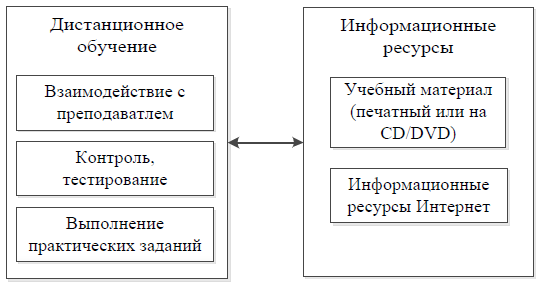 Дистанционное
обучение
Взаимодействие с
преподаватлем
Контроль,
тестирование
Выполнение
практических заданий
Информационные
ресурсы
Учебный материал
(печатный или на
CD/DVD)
Информационные
ресурсы Интернет